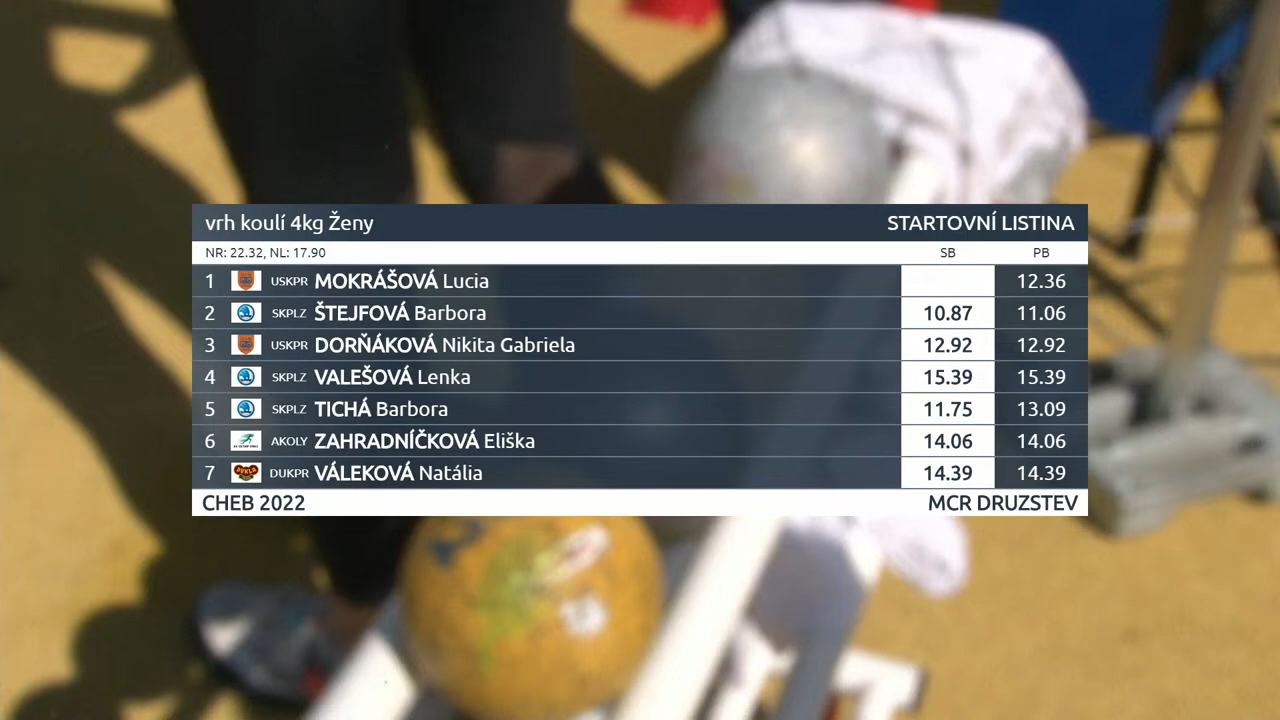 vrh koulí 4kg Ženy STARTOVNÍ LISTINA
NR: 22.32, NL: 17.90 SB PB
1 USKPR MOKRÁŠOVÁ Lucia 12.36
2 SKPLZ ŠTEJFOVÁ Barbora 10.87 11.06
3 USKPR DORŇÁKOVÁ Nikita Gabriela 12.92 12.92
4 SKPLZ VALEŠOVÁ Lenka 15.39 15.39
5 SKPLZ TICHÁ Barbora 11.75 13.09
6 AKOLY ZAHRADNÍČKOVÁ Eliška 14.06 14.06
7 DUKLA DUKPR VÁLEKOVÁ Natália 14.39 14.39
CHEB 2022 MCR DRUZSTEV